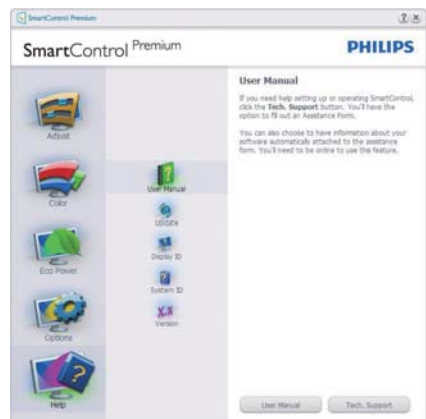 SmartControl Premium
SmartControl Premium
PHILIPS
Adjust
Color
Eco Power
Options
Help
User Manual
Update
Display ID
System ID
Version
User Manual
If you need help setting up or operating SmartControl,
click the Tech. Support button. You'll have the
option to fill out an Assistance Form.
You can also choose to have information about your
software automatically attached to the assistance
form. You'll need to be online to use this feature.
User Manual
Tech. Support